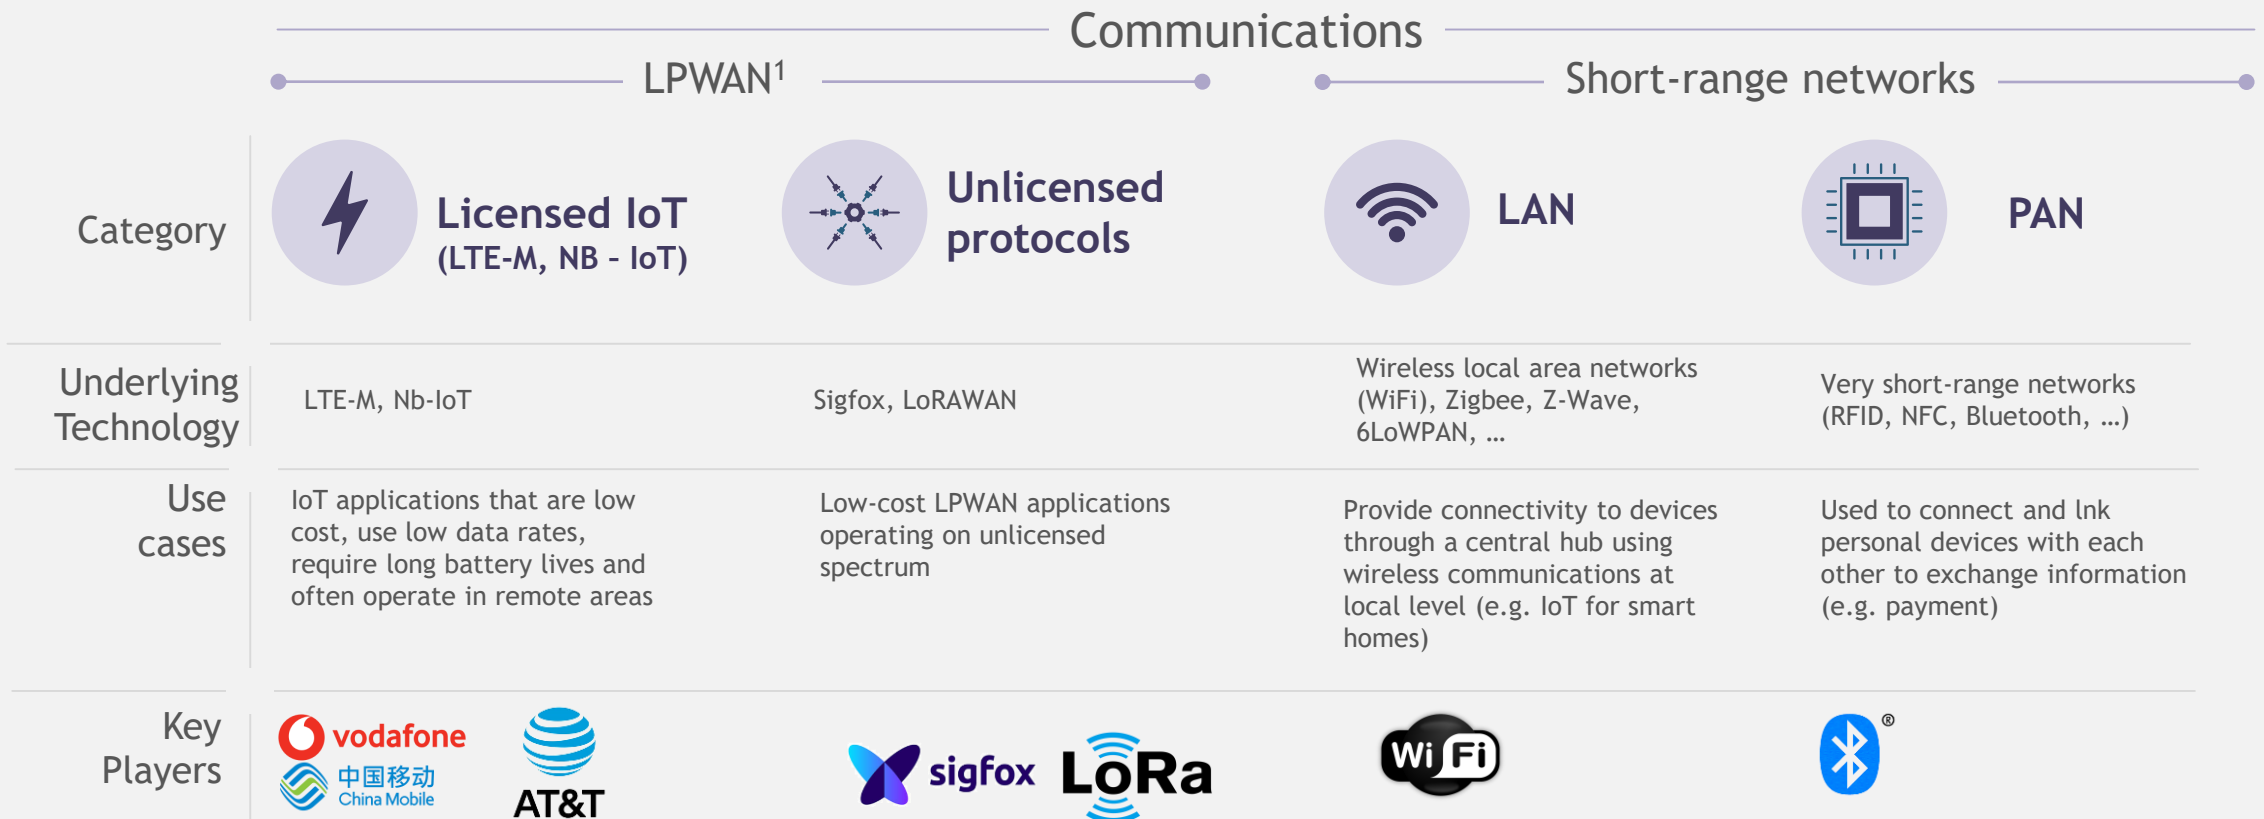 Communications
LPWAN¹
Short-range networks
Category
Licensed IoT
(LTE-M, NB – IoT)
Unlicensed
protocols
LAN
PAN
Underlying
Technology
LTE-M, Nb-IoT
Sigfox, LoRAWAN
Wireless local area networks
(WiFi), Zigbee, Z-Wave,
6LoWPAN, …
Very short-range networks
(RFID, NFC, Bluetooth, …)
Use
cases
IoT applications that are low
cost, use low data rates,
require long battery lives and
often operate in remote areas
Low-cost LPWAN applications
operating on unlicensed
spectrum
Provide connectivity to devices
through a central hub using
wireless communications at
local level (e.g. IoT for smart
homes)
Used to connect and lnk
personal devices with each
other to exchange information
(e.g. payment)
Key
Players
vodafone
中国移动
China Mobile
AT&T
sigfox
LoRa
Wi Fi
®